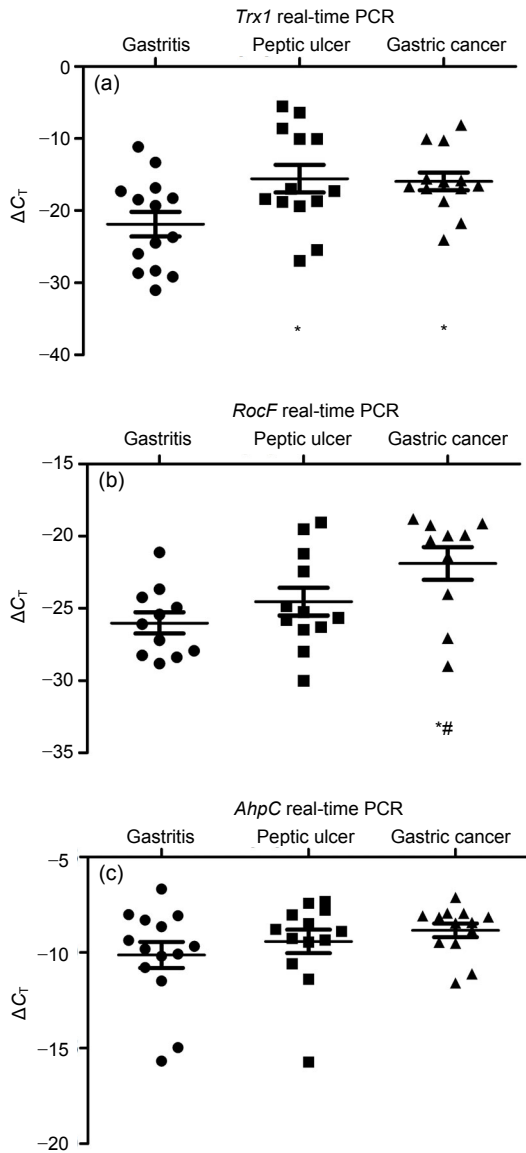 Trx1 real-time PCR
Gastritis Peptic ulcer Gastric cancer
(a)
0
−10
−20
−30
−40
ΔCT
* *
RocF real-time PCR
Gastritis Peptic ulcer Gastric cancer
(b)
−15
−20
−25
−30
−35
ΔCT
*#
AhpC real-time PCR
Gastritis Peptic ulcer Gastric cancer
(c)
−5
−10
−15
−20
ΔCT